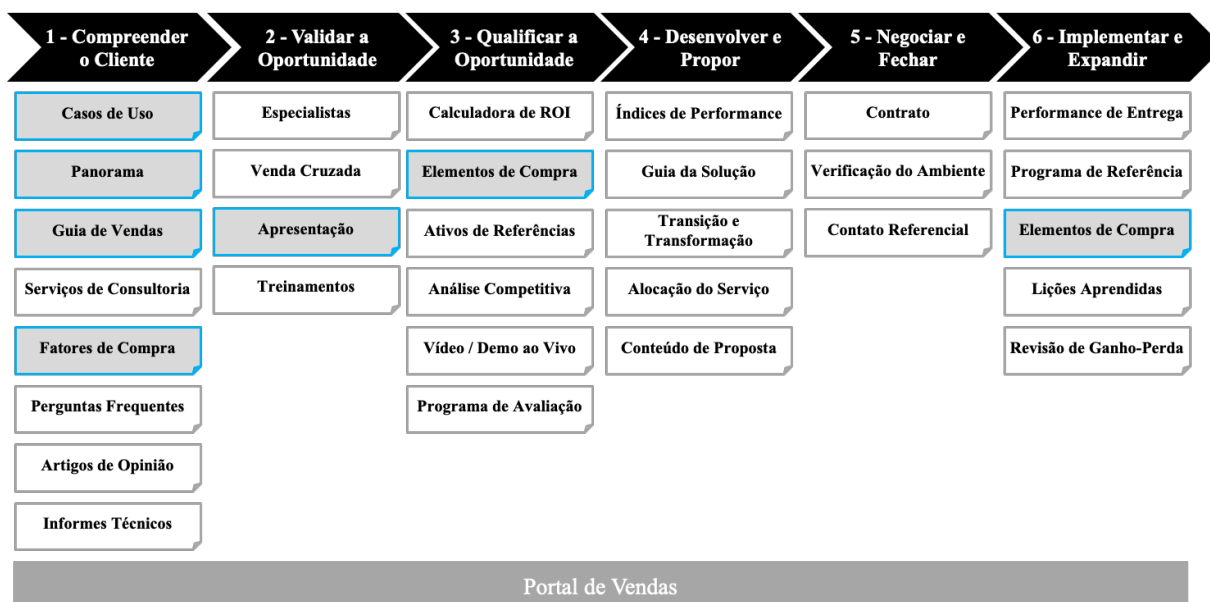 1 - Compreender
o Cliente
2 - Validar a
Oportunidade
3 - Qualificar a
Oportunidade
4 - Desenvolver e
Propor
5 - Negociar e
Fechar
6 - Implementar e
Expandir
Casos de Uso
Panorama
Guia de Vendas
Serviços de Consultoria
Fatores de Compra
Perguntas Frequentes
Artigos de Opinião
Informes Técnicos
Especialistas
Venda Cruzada
Apresentação
Treinamentos
Calculadora de ROI
Elementos de Compra
Ativos de Referências
Análise Competitiva
Vídeo / Demo ao Vivo
Programa de Avaliação
Índices de Performance
Guia da Solução
Transição e
Transformação
Alocação do Serviço
Conteúdo de Proposta
Contrato
Verificação do Ambiente
Contato Referencial
Performance de Entrega
Programa de Referência
Elementos de Compra
Lições Aprendidas
Revisão de Ganho-Perda
Portal de Vendas